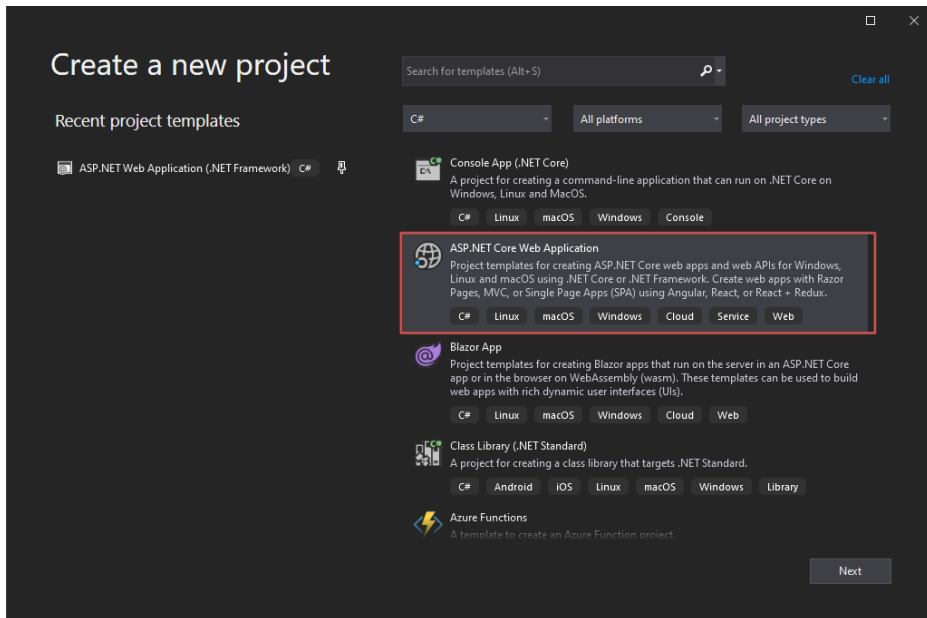 Create a new project
Search for templates (Alt+S)
Clear all
Recent project templates
C#
All platforms
All project types
ASP.NET Web Application (.NET Framework) C#
Console App (.NET Core)
A project for creating a command-line application that can run on .NET Core on
Windows, Linux and MacOS.
C# Linux macOS Windows Console
ASP.NET Core Web Application
Project templates for creating ASP.NET Core web apps and web APIs for Windows,
Linux and macOS using .NET Core or .NET Framework. Create web apps with Razor
Pages, MVC, or Single Page Apps (SPA) using Angular, React, or React + Redux.
C# Linux macOS Windows Cloud Service Web
Blazor App
Project templates for creating Blazor apps that run on the server in an ASP.NET Core
app or in the browser on WebAssembly (wasm). These templates can be used to build
web apps with rich dynamic user interfaces (UIs).
C# Linux macOS Windows Cloud Web
Class Library (.NET Standard)
A project for creating a class library that targets .NET Standard.
C# Android iOS Linux macOS Windows Library
Azure Functions
A template to create an Azure Function project.
Next